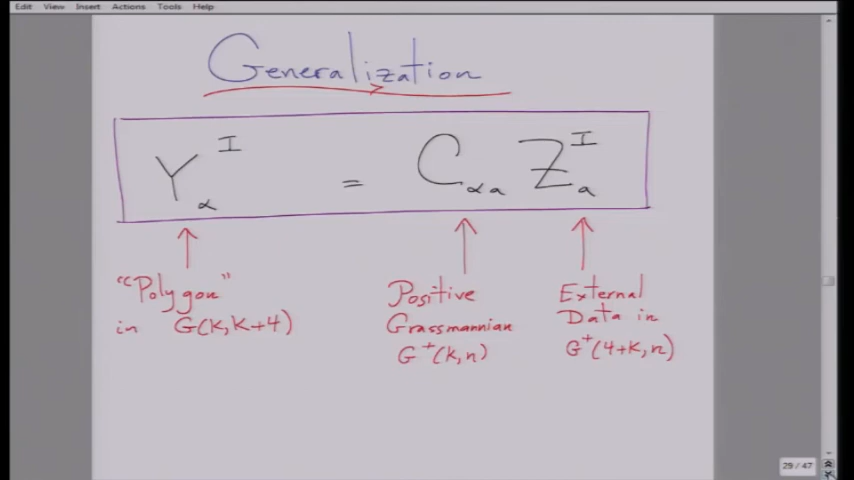 Edit View Insert Actions Tools Help
Generalization
Y_α^I = C_αa Z_a^I
"Polygon"
in G(k,k+4)
Positive
Grassmannian
G⁺(k,n)
External
Data in
G⁺(4+k,n)
29 / 47